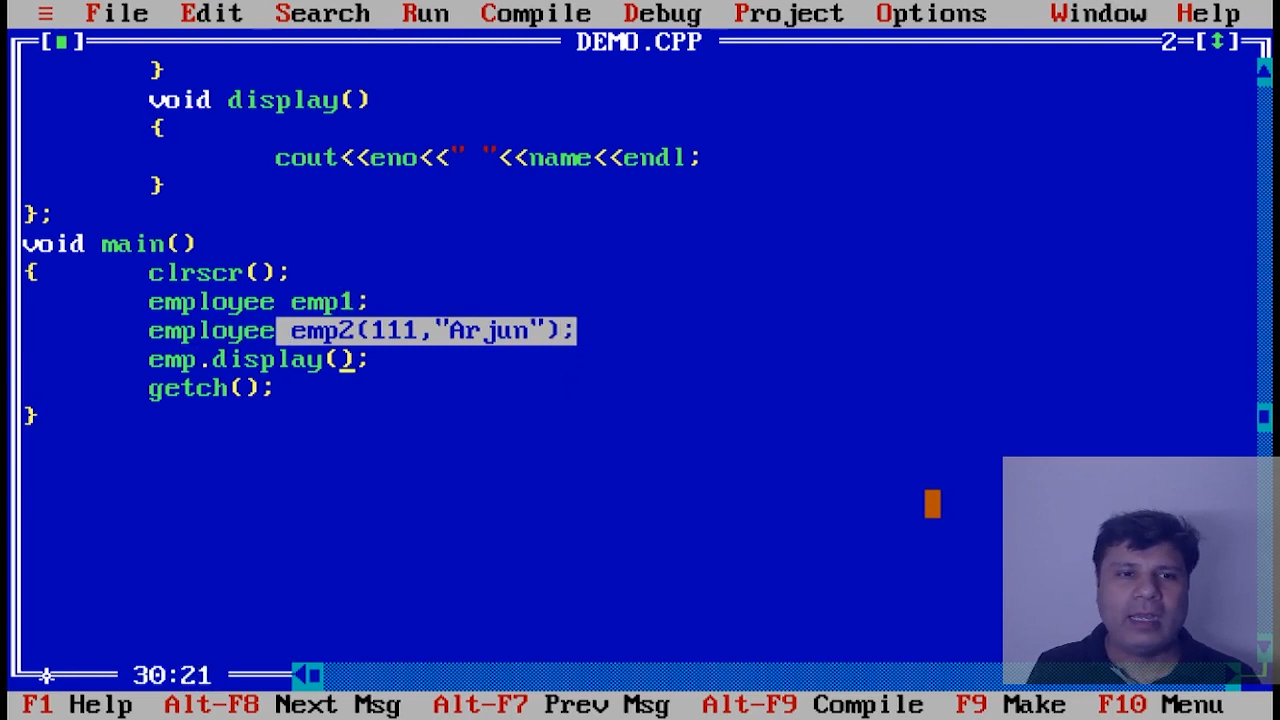 ≡ File Edit Search Run Compile Debug Project Options Window Help
[■] DEMO.CPP 2=[↕]
}
void display()
{
cout<<eno<<" "<<name<<endl;
}
};
void main()
{ clrscr();
employee emp1;
employee emp2(111,"Arjun");
emp.display();
getch();
}
30:21
F1 Help Alt-F8 Next Msg Alt-F7 Prev Msg Alt-F9 Compile F9 Make F10 Menu